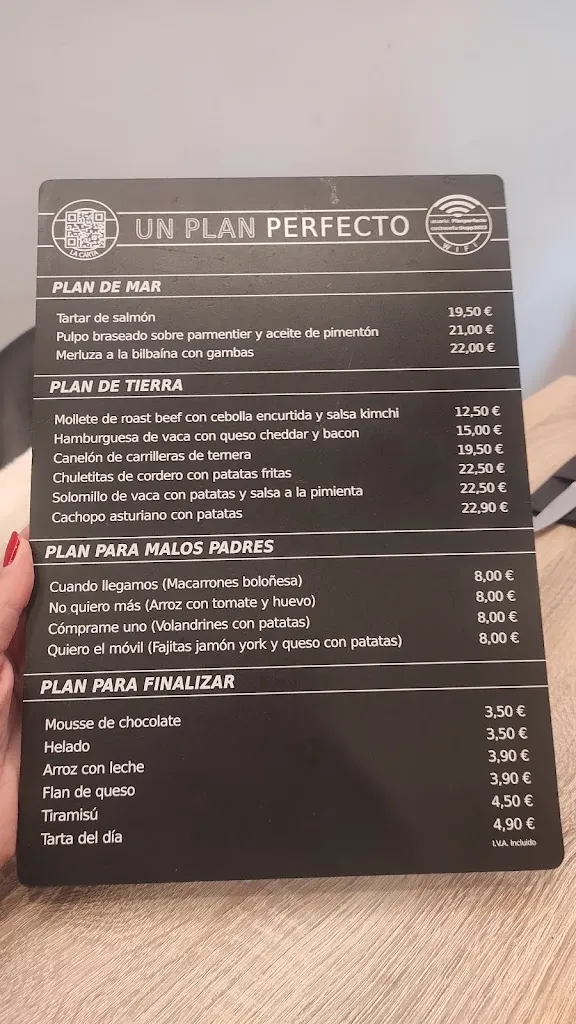 UN PLAN PERFECTO
LA CARTA
WIFI
PLAN DE MAR
Tartar de salmón 19,50 €
Pulpo braseado sobre parmentier y aceite de pimentón 21,00 €
Merluza a la bilbaína con gambas 22,00 €
PLAN DE TIERRA
Mollete de roast beef con cebolla encurtida y salsa kimchi 12,50 €
Hamburguesa de vaca con queso cheddar y bacon 15,00 €
Canelón de carrilleras de ternera 19,50 €
Chuletitas de cordero con patatas fritas 22,50 €
Solomillo de vaca con patatas y salsa a la pimienta 22,50 €
Cachopo asturiano con patatas 22,90 €
PLAN PARA MALOS PADRES
Cuando llegamos (Macarrones boloñesa) 8,00 €
No quiero más (Arroz con tomate y huevo) 8,00 €
Cómprame uno (Volandrines con patatas) 8,00 €
Quiero el móvil (Fajitas jamón york y queso con patatas) 8,00 €
PLAN PARA FINALIZAR
Mousse de chocolate 3,50 €
Helado 3,50 €
Arroz con leche 3,90 €
Flan de queso 3,90 €
Tiramisú 4,50 €
Tarta del día 4,90 €
I.V.A. Incluido